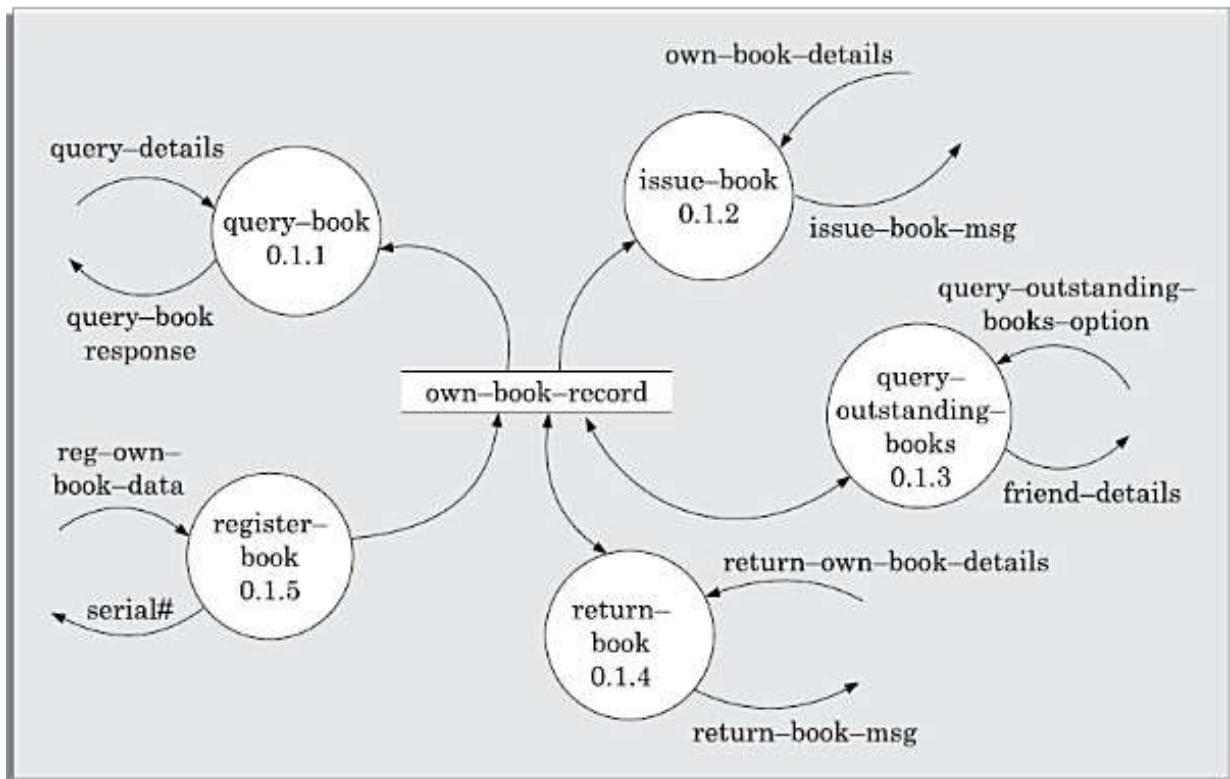 own–book–details
query–details
issue–book
0.1.2
query–book
0.1.1
issue–book–msg
query–outstanding–
books–option
query–book
response
own–book–record
query–
outstanding–
books
0.1.3
reg–own–
book–data
friend–details
register–
book
0.1.5
return–own–book–details
serial#
return–
book
0.1.4
return–book–msg